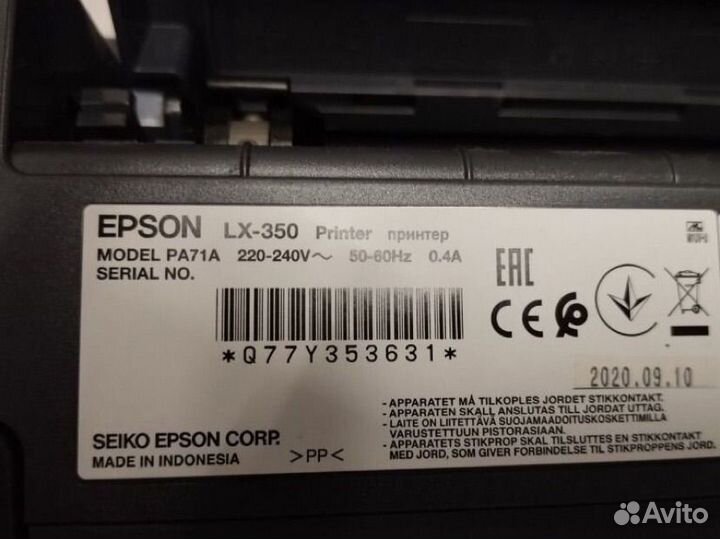 EPSON LX-350 Printer принтер
MODEL PA71A 220-240V～ 50-60Hz 0.4A
SERIAL NO.
EAC
CE
*Q77Y353631*
2020.09.10
- APPARATET MÅ TILKOPLES JORDET STIKKONTAKT.
- APPARATEN SKALL ANSLUTAS TILL JORDAT UTTAG.
- LAITE ON LIITETTÄVÄ SUOJAMAADOITUSKOSKETTIMILLA
VARUSTETTUUN PISTORASIAAN.
- APPARATETS STIKPROP SKAL TILSLUTTES EN STIKKONTAKT
MED JORD, SOM GIVER FORBINDELSE TIL STIKPROPPENS JORD.
SEIKO EPSON CORP.
MADE IN INDONESIA >PP<
Avito